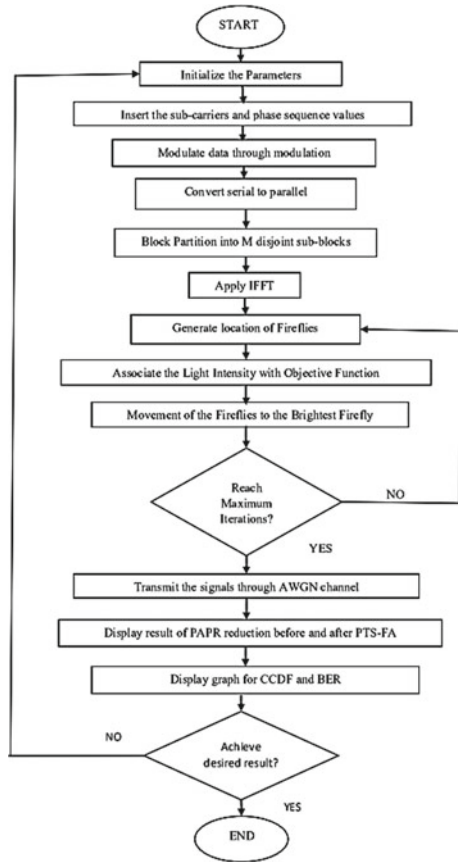 START
Initialize the Parameters
Insert the sub-carriers and phase sequence values
Modulate data through modulation
Convert serial to parallel
Block Partition into M disjoint sub-blocks
Apply IFFT
Generate location of Fireflies
Associate the Light Intensity with Objective Function
Movement of the Fireflies to the Brightest Firefly
Reach
Maximum
Iterations?
NO
YES
Transmit the signals through AWGN channel
Display result of PAPR reduction before and after PTS-FA
Display graph for CCDF and BER
NO
Achieve
desired result?
YES
END